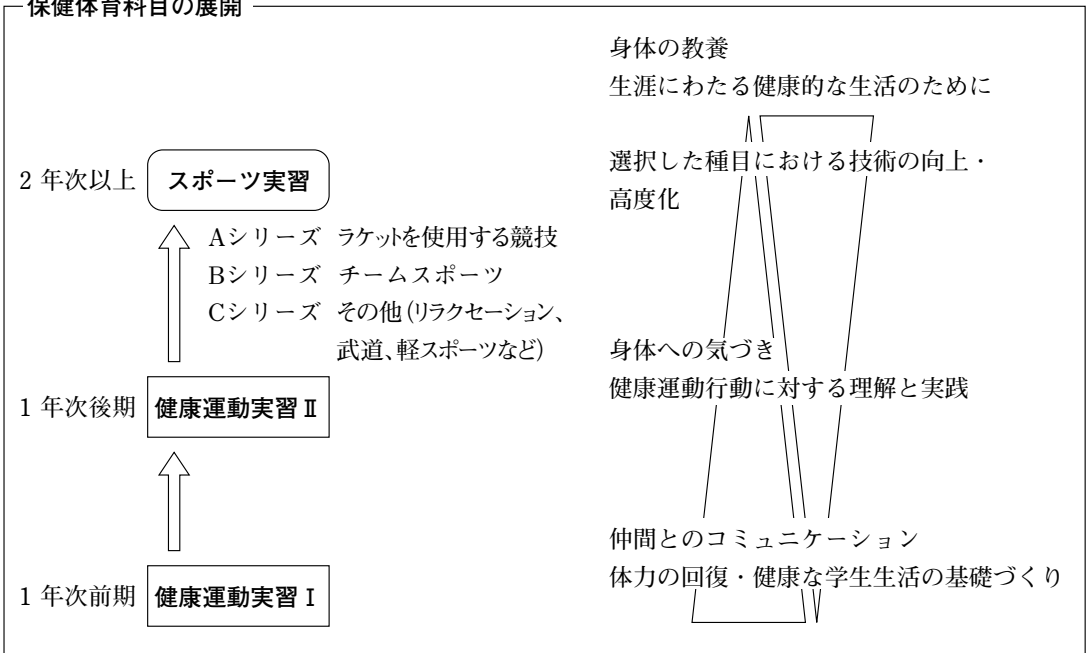 保健体育科目の展開
身体の教養
生涯にわたる健康的な生活のために
2 年次以上 スポーツ実習
選択した種目における技術の向上・
高度化
Aシリーズ ラケットを使用する競技
Bシリーズ チームスポーツ
Cシリーズ その他(リラクセーション、
武道、軽スポーツなど)
身体への気づき
健康運動行動に対する理解と実践
1 年次後期 健康運動実習Ⅱ
仲間とのコミュニケーション
体力の回復・健康な学生生活の基礎づくり
1 年次前期 健康運動実習Ⅰ